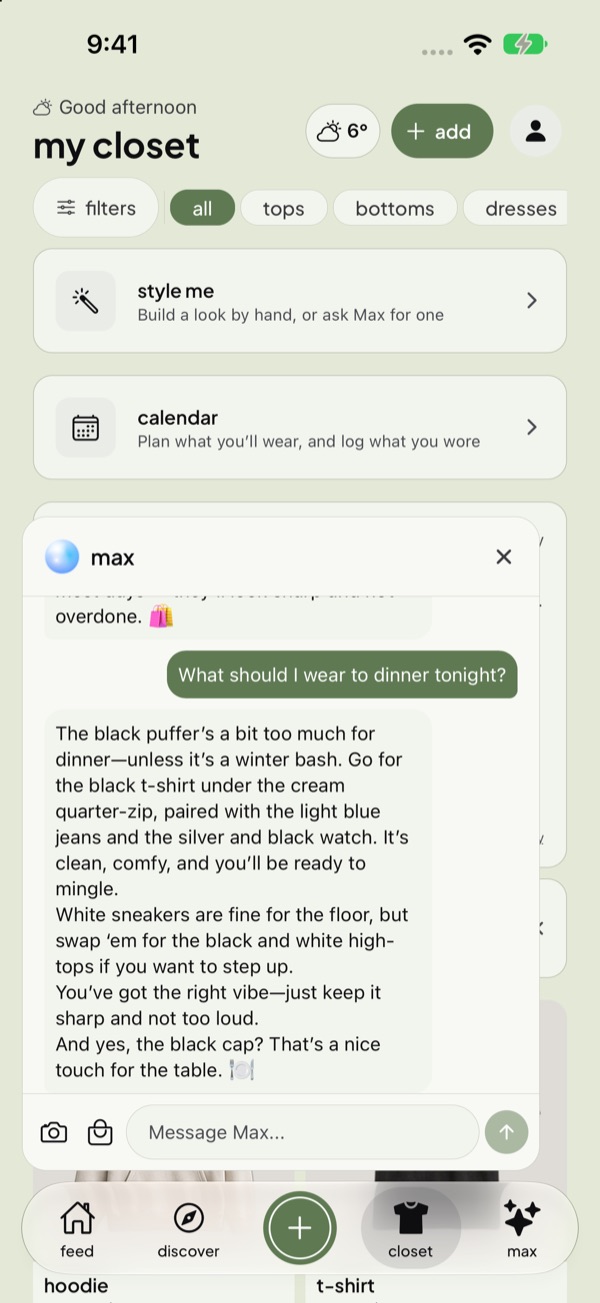 9:41
Good afternoon
my closet
6°
+ add
filters
all
tops
bottoms
dresses
style me
Build a look by hand, or ask Max for one
calendar
Plan what you'll wear, and log what you wore
max
overdone. 🛍️
What should I wear to dinner tonight?
The black puffer's a bit too much for
dinner—unless it's a winter bash. Go for
the black t-shirt under the cream
quarter-zip, paired with the light blue
jeans and the silver and black watch. It's
clean, comfy, and you'll be ready to
mingle.
White sneakers are fine for the floor, but
swap 'em for the black and white high-
tops if you want to step up.
You've got the right vibe—just keep it
sharp and not too loud.
And yes, the black cap? That's a nice
touch for the table. 🍽️
Message Max...
feed
discover
closet
max
hoodie
t-shirt